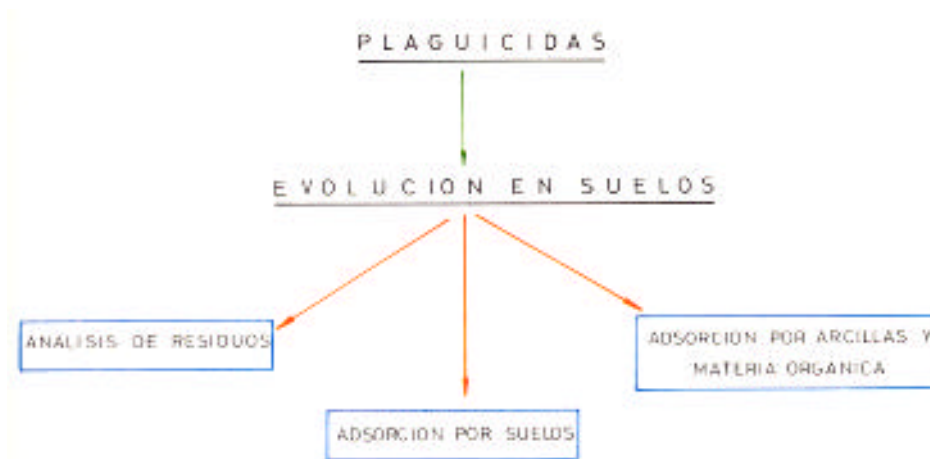 PLAGUICIDAS
EVOLUCION EN SUELOS
ANALISIS DE RESIDUOS
ADSORCION POR ARCILLAS Y
MATERIA ORGANICA
ADSORCION POR SUELOS